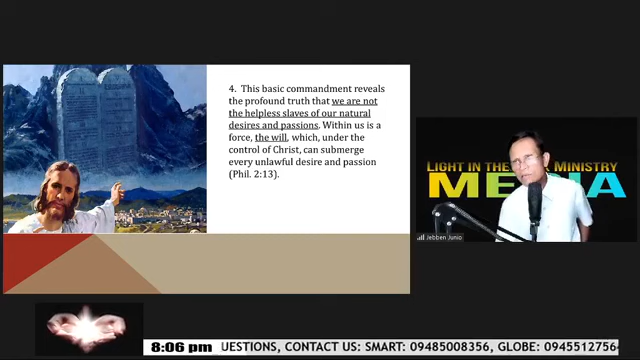 4. This basic commandment reveals
the profound truth that we are not
the helpless slaves of our natural
desires and passions. Within us is a
force, the will, which, under the
control of Christ, can submerge
every unlawful desire and passion
(Phil. 2:13).
LIGHT IN THE MINISTRY
ME IA
Jebben Junio
8:06 pm UESTIONS, CONTACT US: SMART: 09485008356, GLOBE: 0945512756